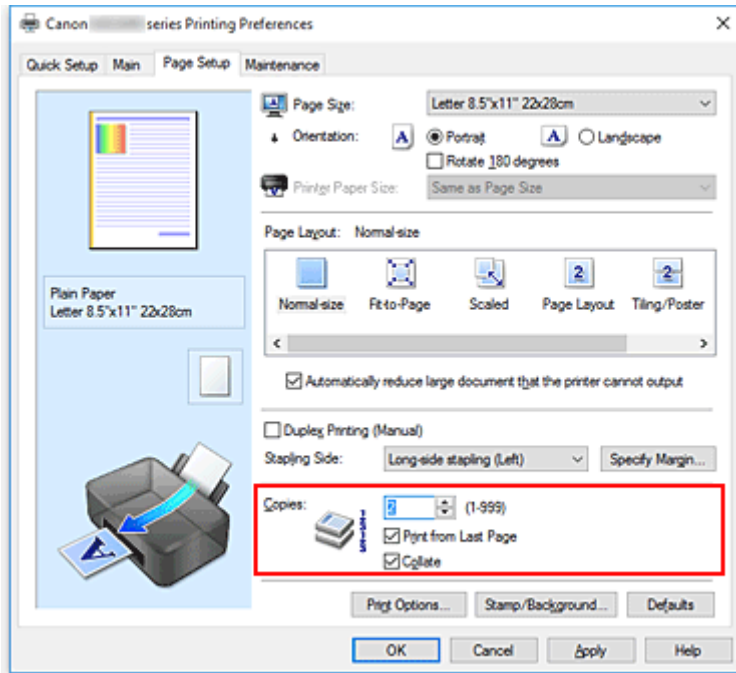 Canon series Printing Preferences
Quick Setup Main Page Setup Maintenance
Page Size: Letter 8.5"x11" 22x28cm
Orientation: A Portrait A Landscape
Rotate 180 degrees
Printer Paper Size: Same as Page Size
Page Layout: Normal-size
Normal-size Fit-to-Page Scaled Page Layout Tiling/Poster
Plain Paper
Letter 8.5"x11" 22x28cm
Automatically reduce large document that the printer cannot output
Duplex Printing (Manual)
Stapling Side: Long-side stapling (Left) Specify Margin...
Copies: 2 (1-999)
Print from Last Page
Collate
Print Options... Stamp/Background... Defaults
OK Cancel Apply Help